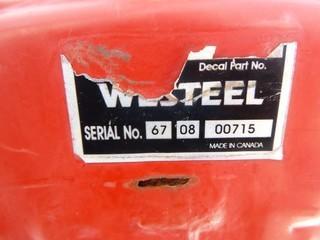 Decal Part No.
WESTEEL
SERIAL No. 67 08 00715
MADE IN CANADA